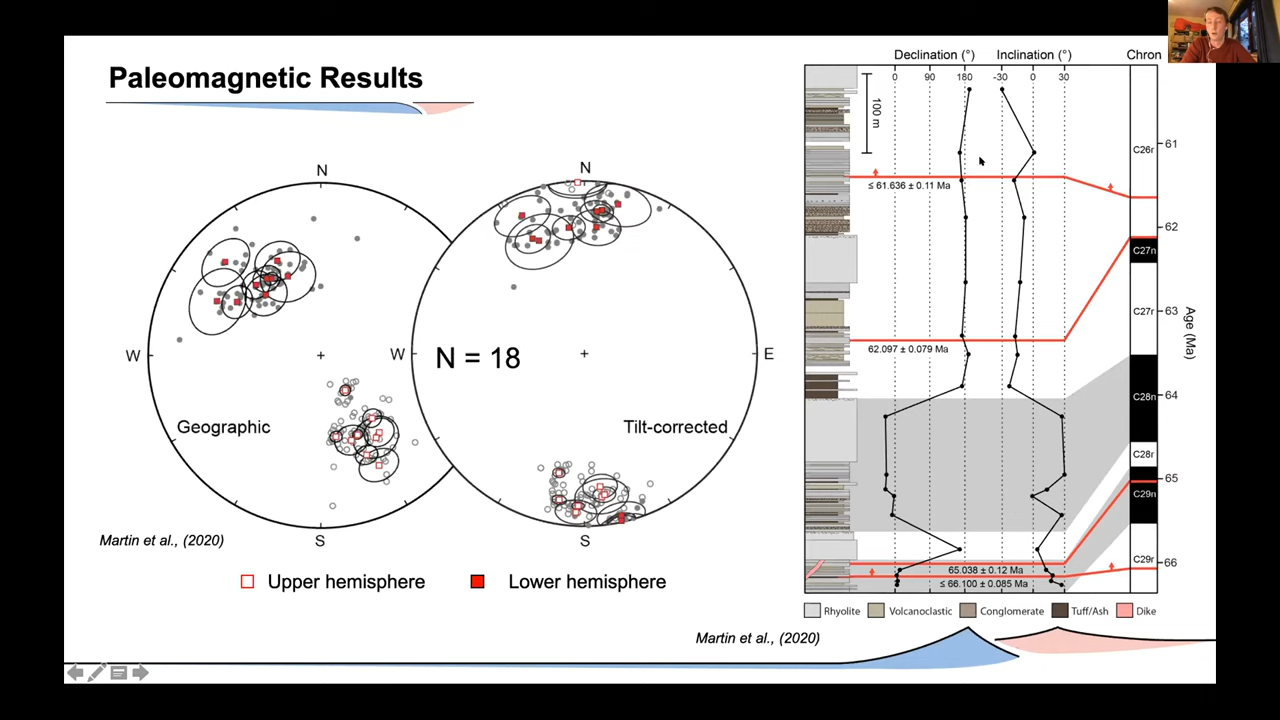 Paleomagnetic Results
N
W
S
Geographic
Martin et al., (2020)
N
W
E
S
N = 18
Tilt-corrected
Upper hemisphere
Lower hemisphere
Declination (°) Inclination (°) Chron
0 90 180 -30 0 30
100 m
≤ 61.636 ± 0.11 Ma
62.097 ± 0.079 Ma
65.038 ± 0.12 Ma
≤ 66.100 ± 0.085 Ma
C26r
C27n
C27r
C28n
C28r
C29n
C29r
61
62
63
64
65
66
Age (Ma)
Rhyolite Volcanoclastic Conglomerate Tuff/Ash Dike
Martin et al., (2020)